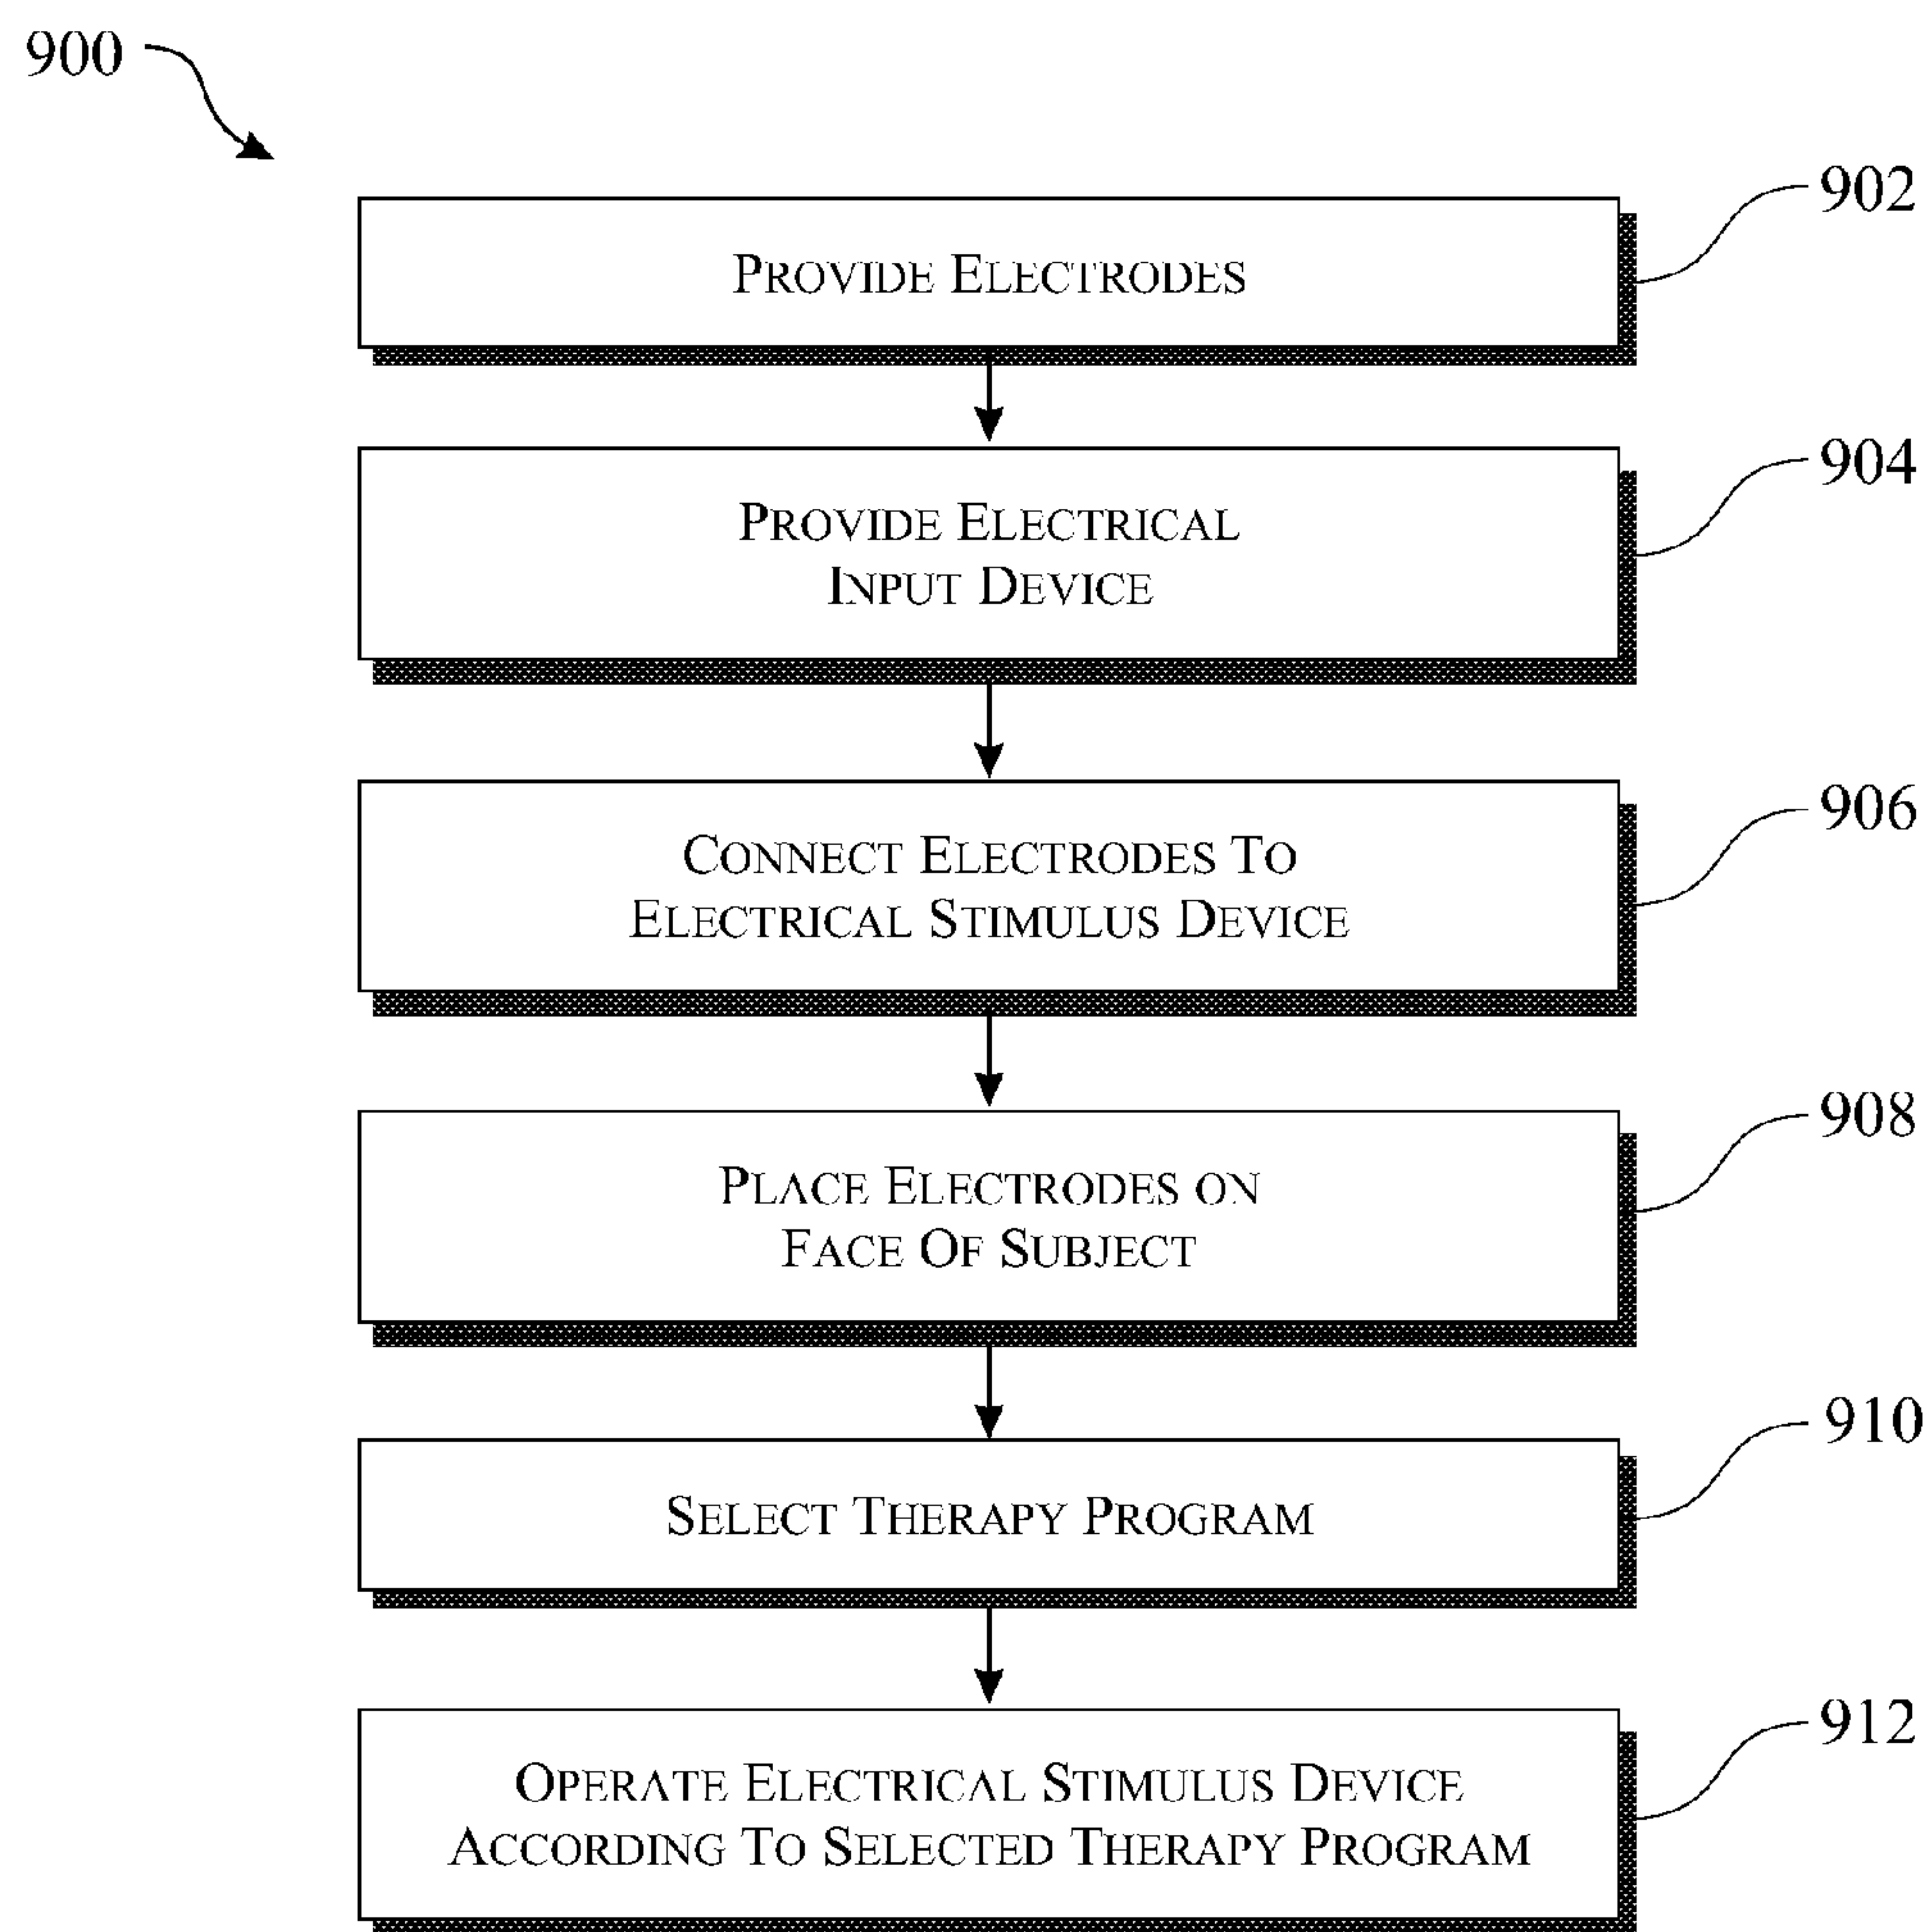 900
902
PROVIDE ELECTRODES
904
PROVIDE ELECTRICAL
INPUT DEVICE
906
CONNECT ELECTRODES TO
ELECTRICAL STIMULUS DEVICE
908
PLACE ELECTRODES ON
FACE OF SUBJECT
910
SELECT THERAPY PROGRAM
912
OPERATE ELECTRICAL STIMULUS DEVICE
ACCORDING TO SELECTED THERAPY PROGRAM